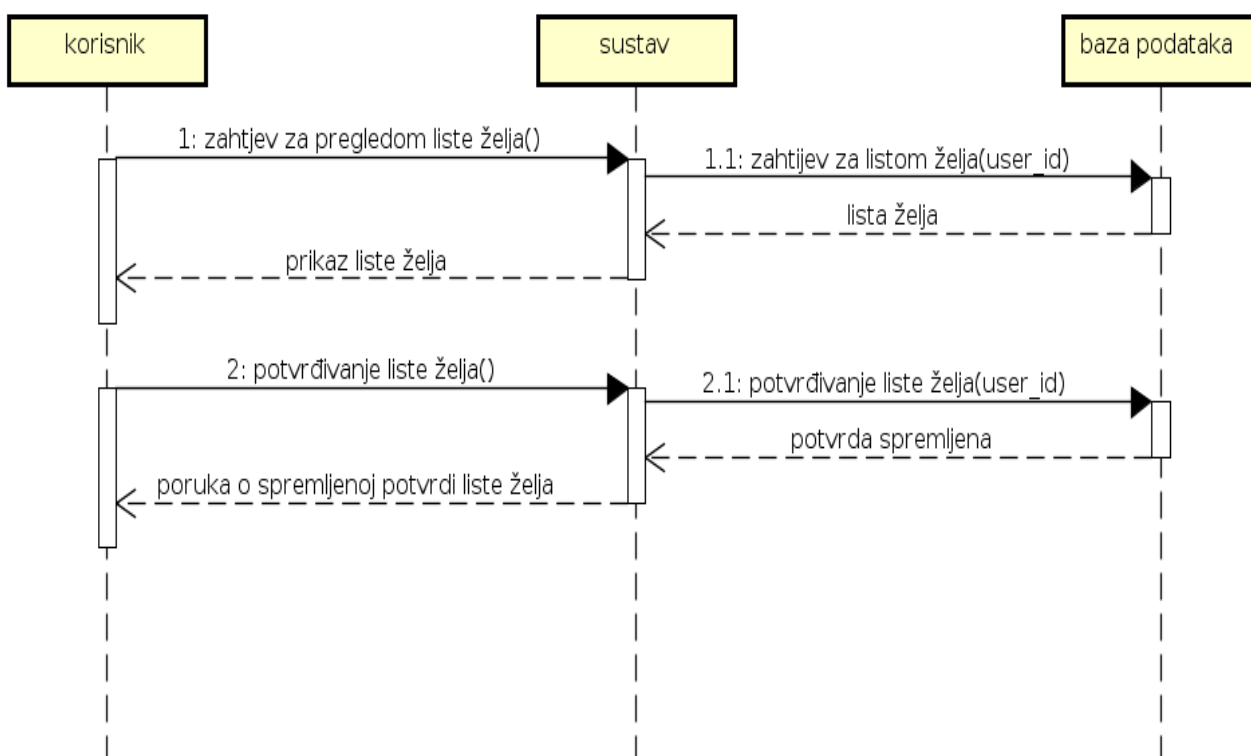 korisnik
sustav
baza podataka
1: zahtjev za pregledom liste želja()
1.1: zahtijev za listom želja(user_id)
lista želja
prikaz liste želja
2: potvrđivanje liste želja()
2.1: potvrđivanje liste želja(user_id)
potvrda spremljena
poruka o spremljenoj potvrdi liste želja